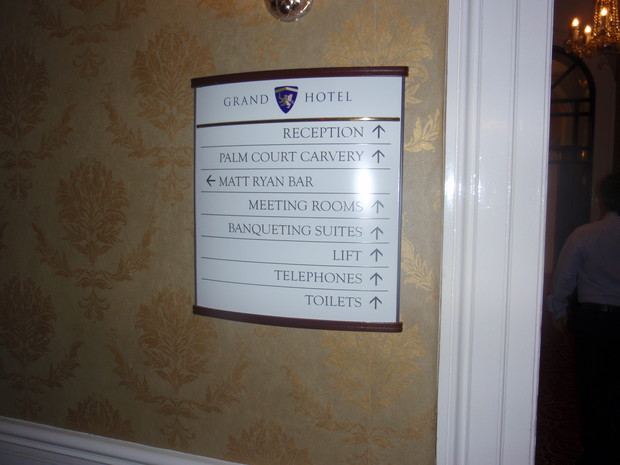 GRAND HOTEL
RECEPTION ↑
PALM COURT CARVERY ↑
← MATT RYAN BAR
MEETING ROOMS ↑
BANQUETING SUITES ↑
LIFT ↑
TELEPHONES ↑
TOILETS ↑